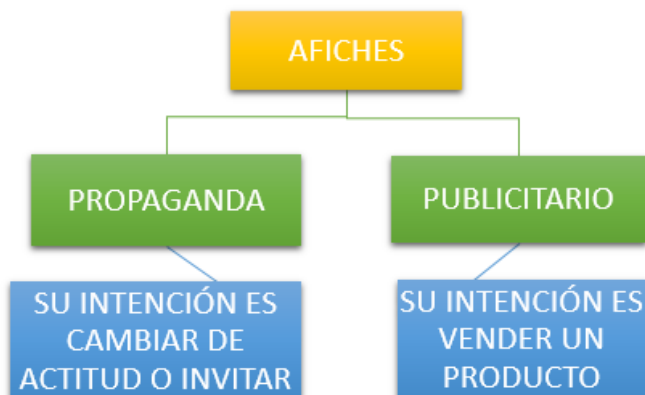 AFICHES
PROPAGANDA
PUBLICITARIO
SU INTENCIÓN ES
CAMBIAR DE
ACTITUD O INVITAR
SU INTENCIÓN ES
VENDER UN
PRODUCTO